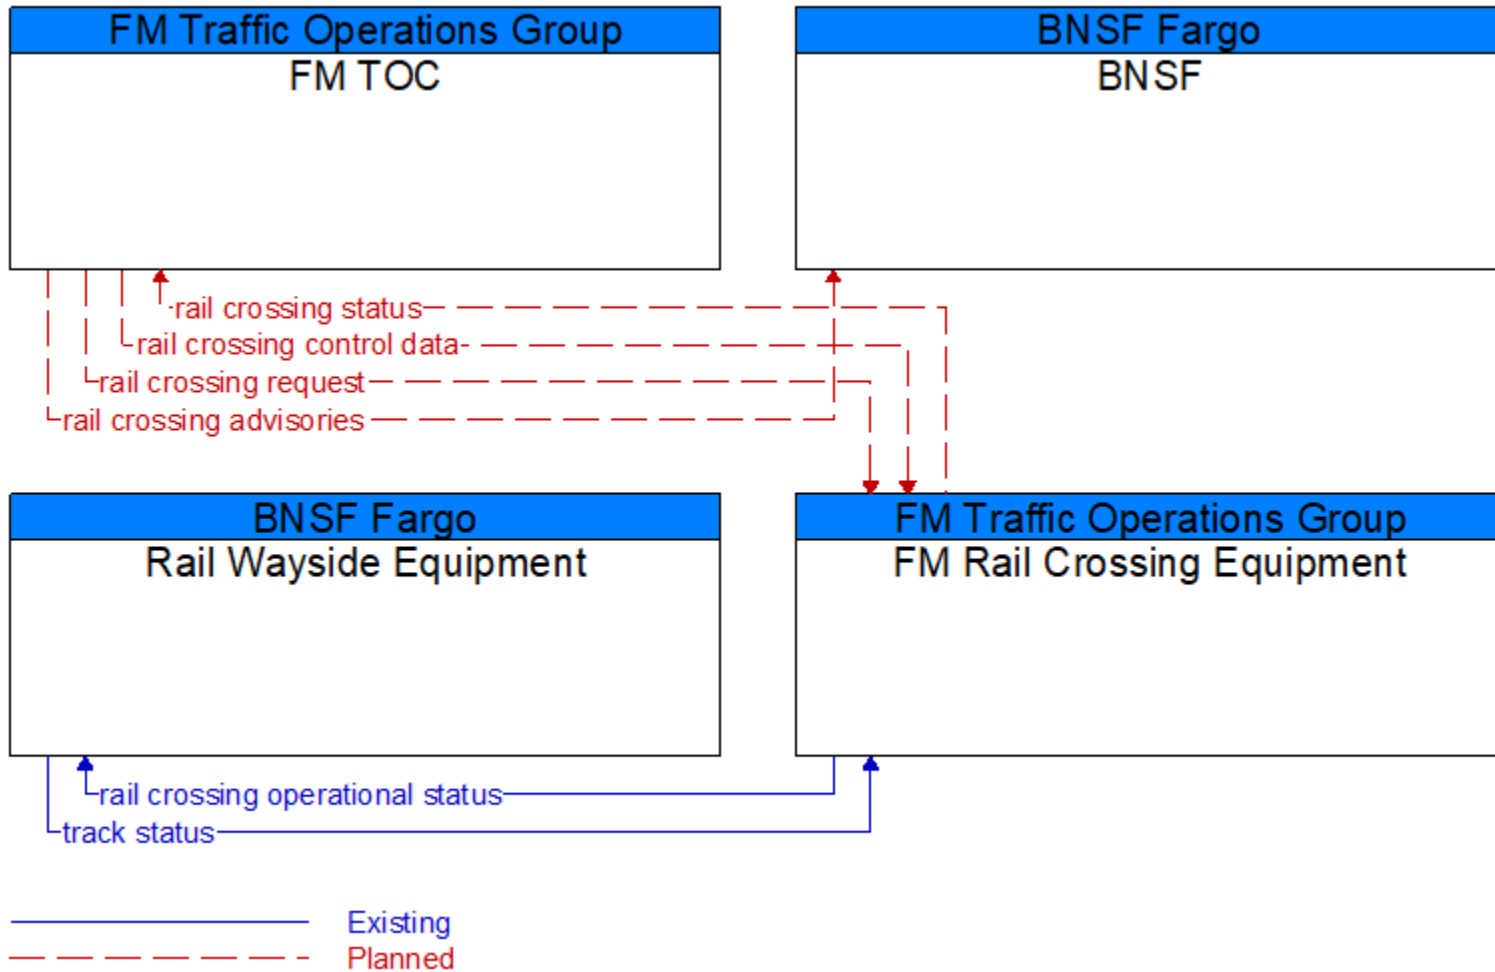 FM Traffic Operations Group
FM TOC
BNSF Fargo
BNSF
rail crossing status
rail crossing control data
rail crossing request
rail crossing advisories
BNSF Fargo
Rail Wayside Equipment
FM Traffic Operations Group
FM Rail Crossing Equipment
rail crossing operational status
track status
Existing
Planned